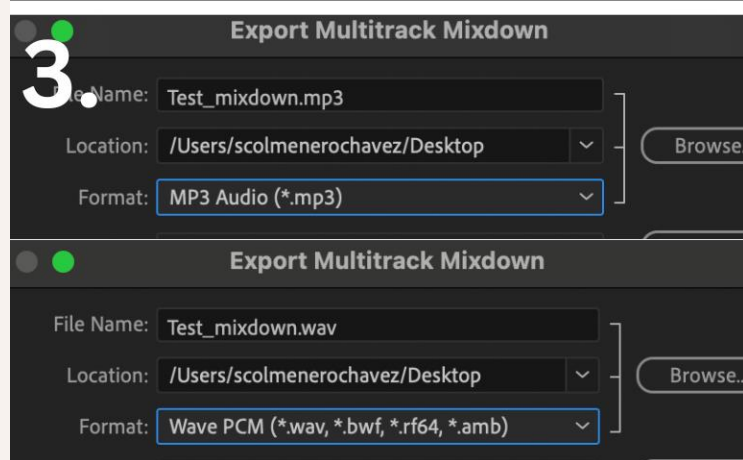 Export Multitrack Mixdown
3.
File Name: Test_mixdown.mp3
Location: /Users/scolmenerochavez/Desktop Browse
Format: MP3 Audio (*.mp3)
Export Multitrack Mixdown
File Name: Test_mixdown.wav
Location: /Users/scolmenerochavez/Desktop Browse..
Format: Wave PCM (*.wav, *.bwf, *.rf64, *.amb)